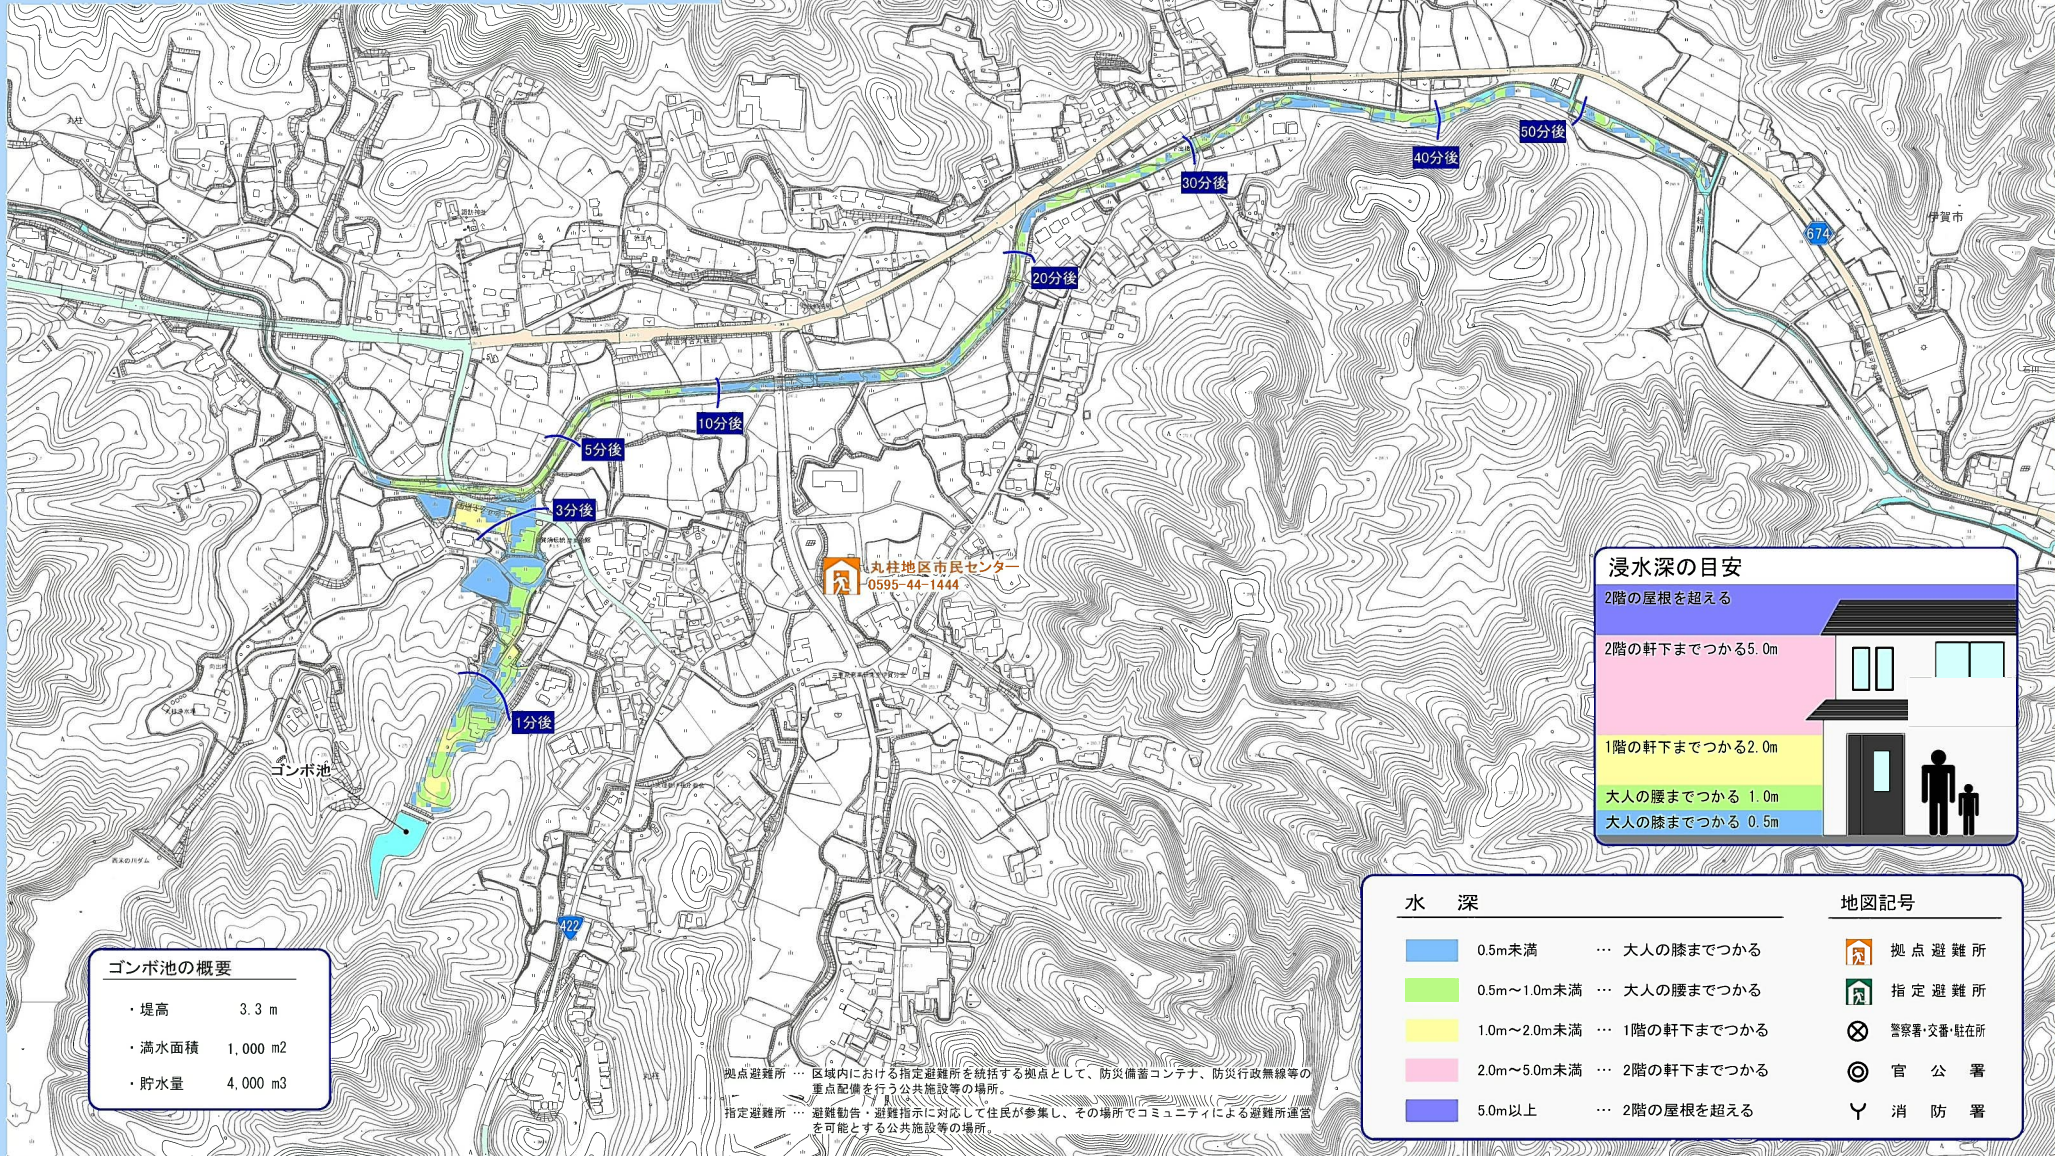 丸柱
50分後
40分後
30分後
伊賀市
674
20分後
丸柱川
石川
10分後
5分後
3分後
丸柱地区市民センター
0595-44-1444
1分後
ゴンボ池
西末の川ダム
422
丸柱
浸水深の目安
2階の屋根を超える
2階の軒下までつかる5.0m
1階の軒下までつかる2.0m
大人の腰までつかる 1.0m
大人の膝までつかる 0.5m
ゴンボ池の概要
・堤高 3.3 m
・満水面積 1,000 m2
・貯水量 4,000 m3
拠点避難所 … 区域内における指定避難所を統括する拠点として、防災備蓄コンテナ、防災行政無線等の
重点配備を行う公共施設等の場所。
指定避難所 … 避難勧告・避難指示に対応して住民が参集し、その場所でコミュニティによる避難所運営
を可能とする公共施設等の場所。
水 深
0.5m未満 … 大人の膝までつかる
0.5m～1.0m未満 … 大人の腰までつかる
1.0m～2.0m未満 … 1階の軒下までつかる
2.0m～5.0m未満 … 2階の軒下までつかる
5.0m以上 … 2階の屋根を超える
地図記号
拠点避難所
指定避難所
警察署・交番・駐在所
官公署
消防署